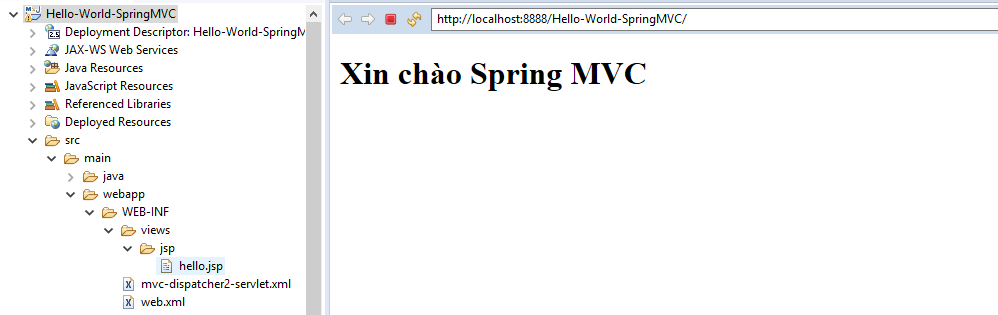 Hello-World-SpringMVC
Deployment Descriptor: Hello-World-SpringM
JAX-WS Web Services
Java Resources
JavaScript Resources
Referenced Libraries
Deployed Resources
src
main
java
webapp
WEB-INF
views
jsp
hello.jsp
mvc-dispatcher2-servlet.xml
web.xml
http://localhost:8888/Hello-World-SpringMVC/
Xin chào Spring MVC